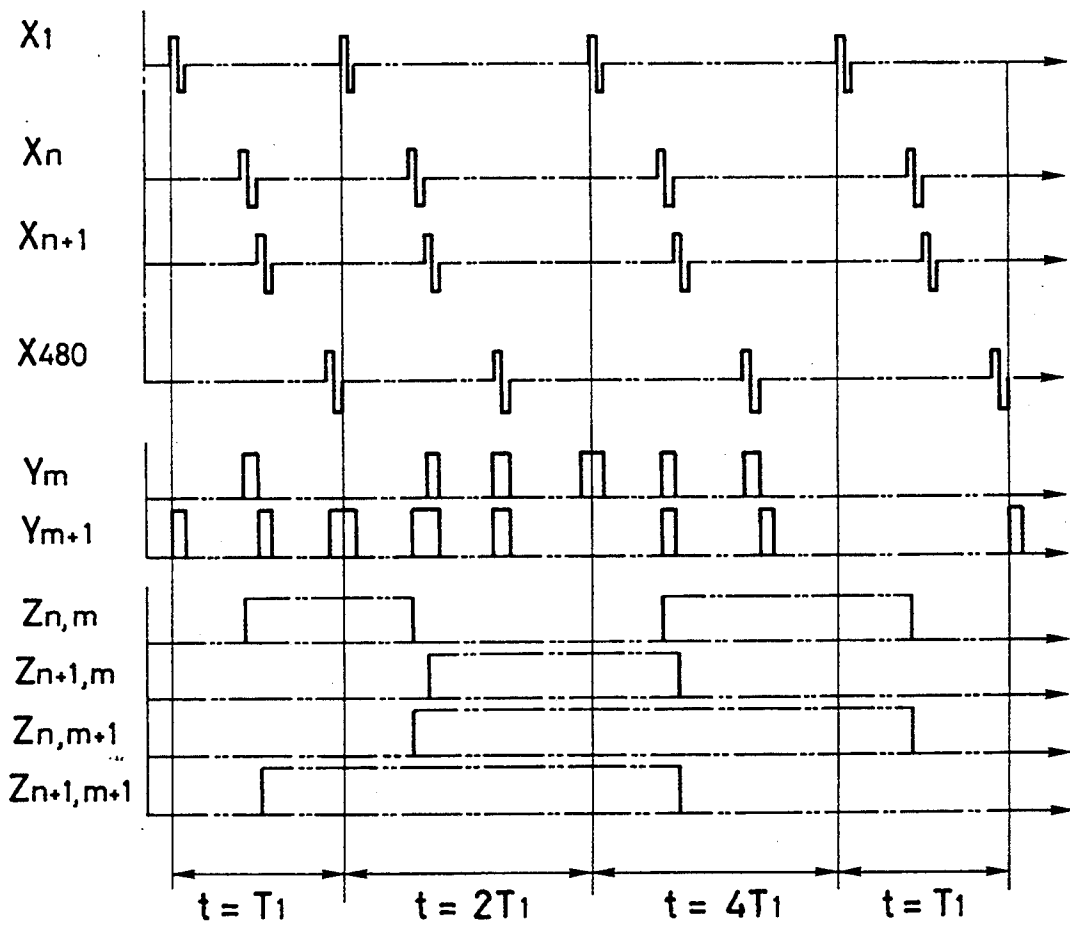 X1
Xn
Xn+1
X480
Ym
Ym+1
Zn,m
Zn+1,m
Zn,m+1
Zn+1,m+1
t = T1
t = 2T1
t = 4T1
t = T1